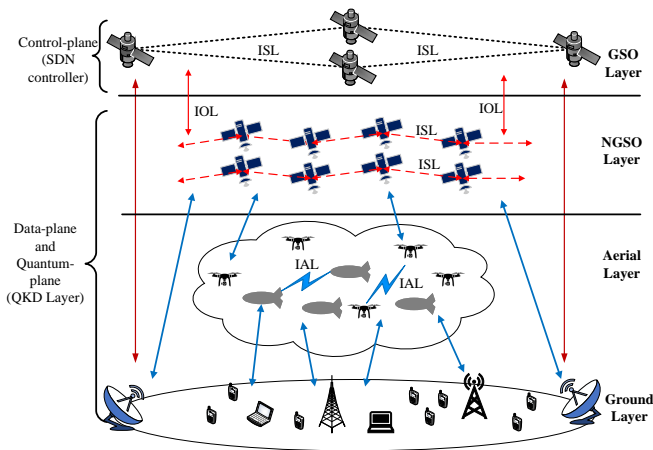 Control-plane
(SDN
controller)
ISL
ISL
GSO
Layer
IOL
IOL
ISL
ISL
NGSO
Layer
Data-plane
and
Quantum-
plane
(QKD Layer)
IAL
IAL
Aerial
Layer
Ground
Layer